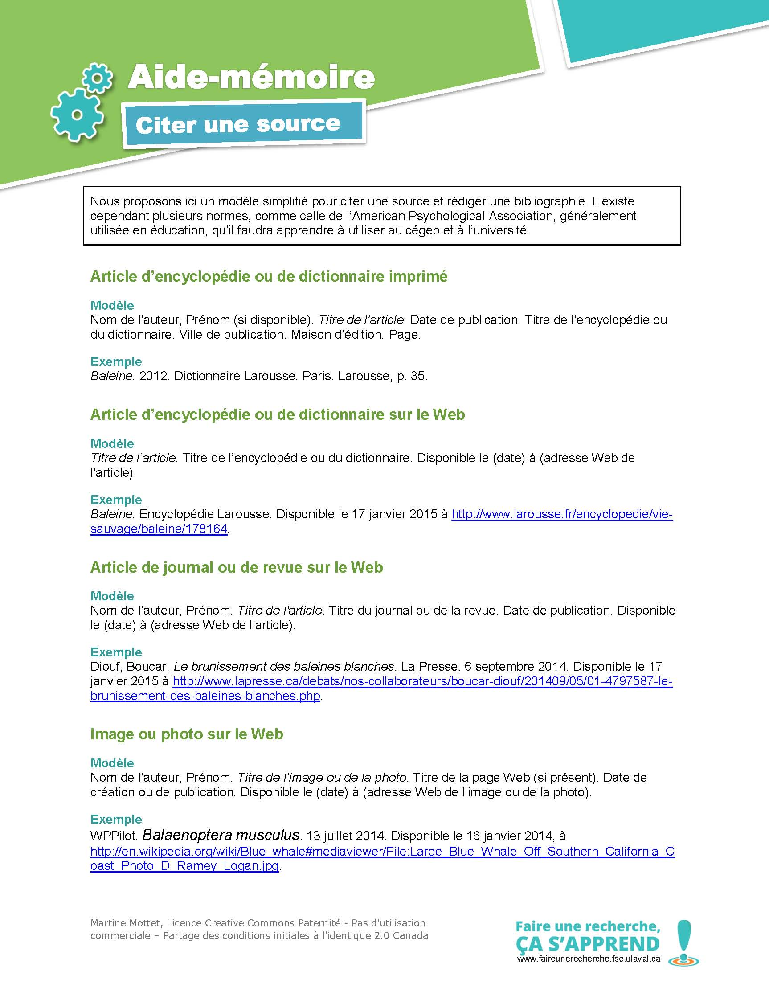 Aide-mémoire
Citer une source
Nous proposons ici un modèle simplifié pour citer une source et rédiger une bibliographie. Il existe
cependant plusieurs normes, comme celle de l’American Psychological Association, généralement
utilisée en éducation, qu’il faudra apprendre à utiliser au cégep et à l’université.
Article d’encyclopédie ou de dictionnaire imprimé
Modèle
Nom de l’auteur, Prénom (si disponible). Titre de l’article. Date de publication. Titre de l’encyclopédie ou
du dictionnaire. Ville de publication. Maison d’édition. Page.
Exemple
Baleine. 2012. Dictionnaire Larousse. Paris. Larousse, p. 35.
Article d’encyclopédie ou de dictionnaire sur le Web
Modèle
Titre de l’article. Titre de l’encyclopédie ou du dictionnaire. Disponible le (date) à (adresse Web de
l’article).
Exemple
Baleine. Encyclopédie Larousse. Disponible le 17 janvier 2015 à http://www.larousse.fr/encyclopedie/vie-
sauvage/baleine/178164.
Article de journal ou de revue sur le Web
Modèle
Nom de l’auteur, Prénom. Titre de l'article. Titre du journal ou de la revue. Date de publication. Disponible
le (date) à (adresse Web de l’article).
Exemple
Diouf, Boucar. Le brunissement des baleines blanches. La Presse. 6 septembre 2014. Disponible le 17
janvier 2015 à http://www.lapresse.ca/debats/nos-collaborateurs/boucar-diouf/201409/05/01-4797587-le-
brunissement-des-baleines-blanches.php.
Image ou photo sur le Web
Modèle
Nom de l’auteur, Prénom. Titre de l’image ou de la photo. Titre de la page Web (si présent). Date de
création ou de publication. Disponible le (date) à (adresse Web de l’image ou de la photo).
Exemple
WPPilot. Balaenoptera musculus. 13 juillet 2014. Disponible le 16 janvier 2014, à
http://en.wikipedia.org/wiki/Blue_whale#mediaviewer/File:Large_Blue_Whale_Off_Southern_California_C
oast_Photo_D_Ramey_Logan.jpg.
Martine Mottet, Licence Creative Commons Paternité - Pas d'utilisation
commerciale – Partage des conditions initiales à l'identique 2.0 Canada
Faire une recherche,
ÇA S’APPREND
www.faireunerecherche.fse.ulaval.ca